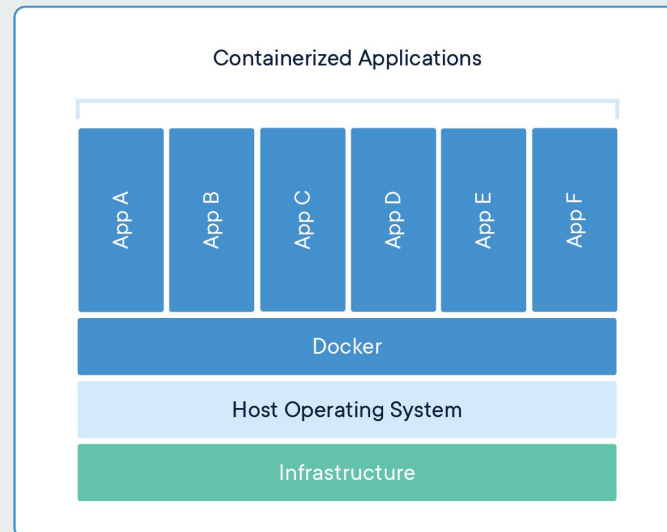 Containerized Applications
App A
App B
App C
App D
App E
App F
Docker
Host Operating System
Infrastructure